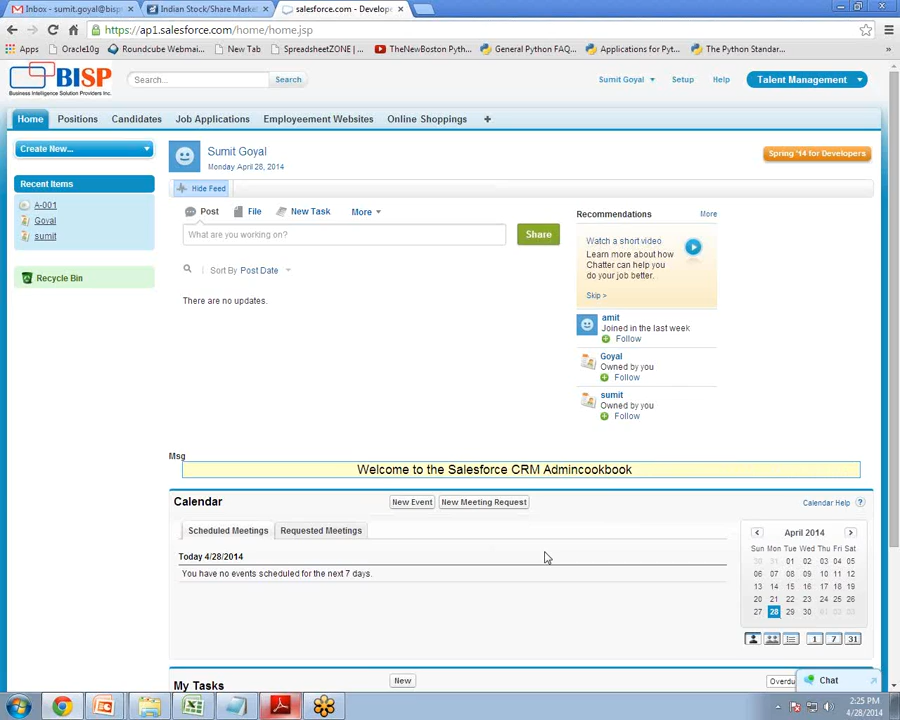 Inbox - sumit.goyal@bisp
Indian Stock/Share Market
salesforce.com - Develope
https://ap1.salesforce.com/home/home.jsp
Apps
Oracle10g
Roundcube Webmai...
New Tab
SpreadsheetZONE |...
TheNewBoston Pyth...
General Python FAQ...
Applications for Pyt...
The Python Standar...
»
BISP
Business Intelligence Solution Providers Inc.
Search...
Search
Sumit Goyal
Setup
Help
Talent Management
Home
Positions
Candidates
Job Applications
Employeement Websites
Online Shoppings
+
Create New...
Sumit Goyal
Monday April 28, 2014
Spring '14 for Developers
Recent Items
A-001
Goyal
sumit
Recycle Bin
Hide Feed
Post
File
New Task
More
What are you working on?
Share
Sort By Post Date
There are no updates.
Recommendations
More
Watch a short video
Learn more about how
Chatter can help you
do your job better.
Skip >
amit
Joined in the last week
Follow
Goyal
Owned by you
Follow
sumit
Owned by you
Follow
Msg
Welcome to the Salesforce CRM Admincookbook
Calendar
New Event
New Meeting Request
Calendar Help
?
Scheduled Meetings
Requested Meetings
Today 4/28/2014
You have no events scheduled for the next 7 days.
< April 2014 >
Sun Mon Tue Wed Thu Fri Sat
30 31 01 02 03 04 05
06 07 08 09 10 11 12
13 14 15 16 17 18 19
20 21 22 23 24 25 26
27 28 29 30 01 02 03
1 7 31
My Tasks
New
Overdu
Chat
2:25 PM
4/28/2014